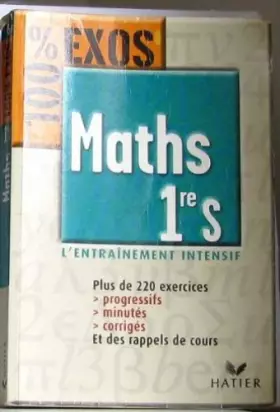 100% EXOS
Maths
1re S
L'ENTRAÎNEMENT INTENSIF
Plus de 220 exercices
> progressifs
> minutés
> corrigés
Et des rappels de cours
HATIER
Maths